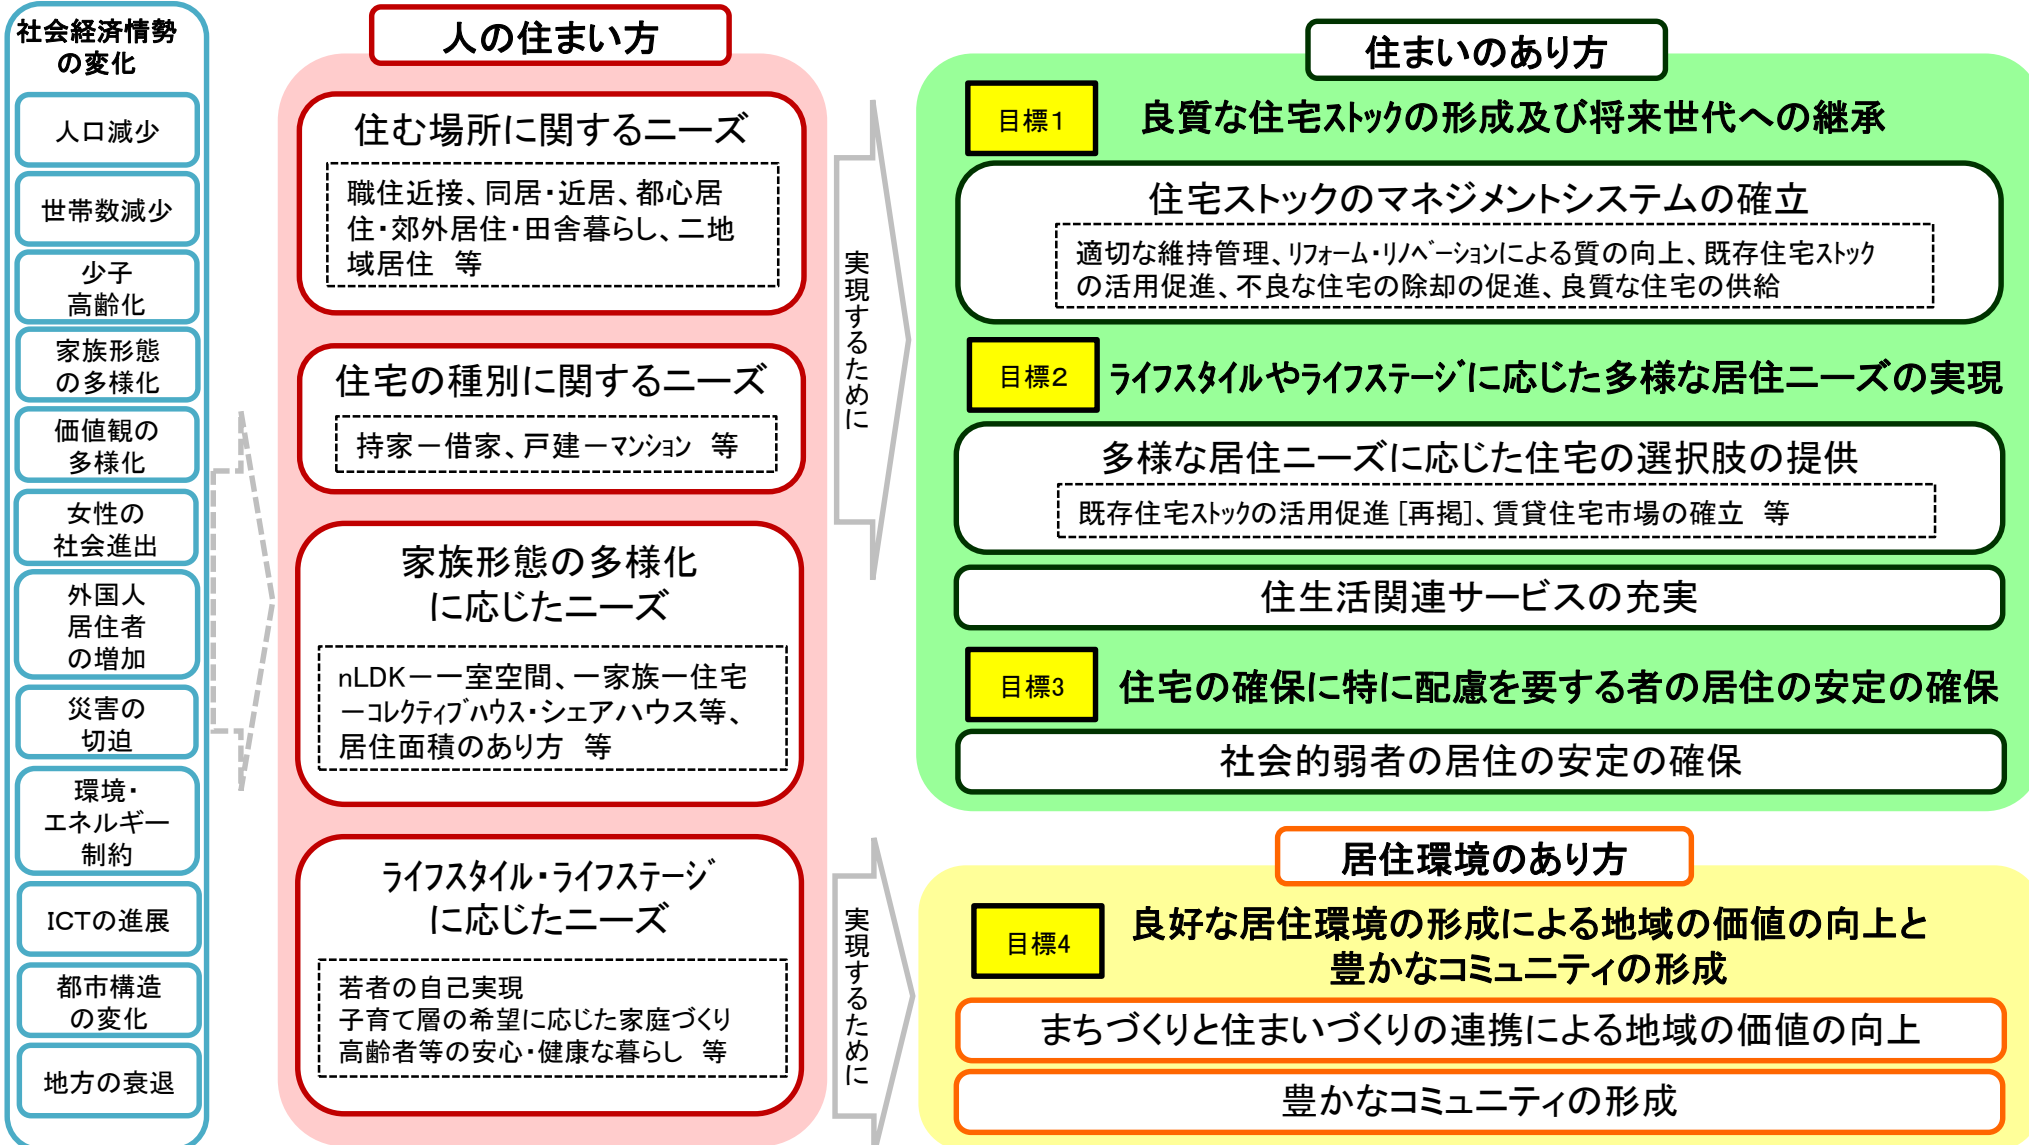 社会経済情勢
の変化
人口減少
世帯数減少
少子
高齢化
家族形態
の多様化
価値観の
多様化
女性の
社会進出
外国人
居住者
の増加
災害の
切迫
環境・
エネルギー
制約
ICTの進展
都市構造
の変化
地方の衰退
人の住まい方
住む場所に関するニーズ
職住近接、同居・近居、都心居
住・郊外居住・田舎暮らし、二地
域居住 等
住宅の種別に関するニーズ
持家－借家、戸建－マンション 等
家族形態の多様化
に応じたニーズ
nLDK－一室空間、一家族一住宅
－コレクティブハウス・シェアハウス等、
居住面積のあり方 等
ライフスタイル・ライフステージ
に応じたニーズ
若者の自己実現
子育て層の希望に応じた家庭づくり
高齢者等の安心・健康な暮らし 等
実現するために
実現するために
住まいのあり方
目標1
良質な住宅ストックの形成及び将来世代への継承
住宅ストックのマネジメントシステムの確立
適切な維持管理、リフォーム・リノベーションによる質の向上、既存住宅ストック
の活用促進、不良な住宅の除却の促進、良質な住宅の供給
目標2
ライフスタイルやライフステージに応じた多様な居住ニーズの実現
多様な居住ニーズに応じた住宅の選択肢の提供
既存住宅ストックの活用促進 [再掲]、賃貸住宅市場の確立 等
住生活関連サービスの充実
目標3
住宅の確保に特に配慮を要する者の居住の安定の確保
社会的弱者の居住の安定の確保
居住環境のあり方
目標4
良好な居住環境の形成による地域の価値の向上と
豊かなコミュニティの形成
まちづくりと住まいづくりの連携による地域の価値の向上
豊かなコミュニティの形成